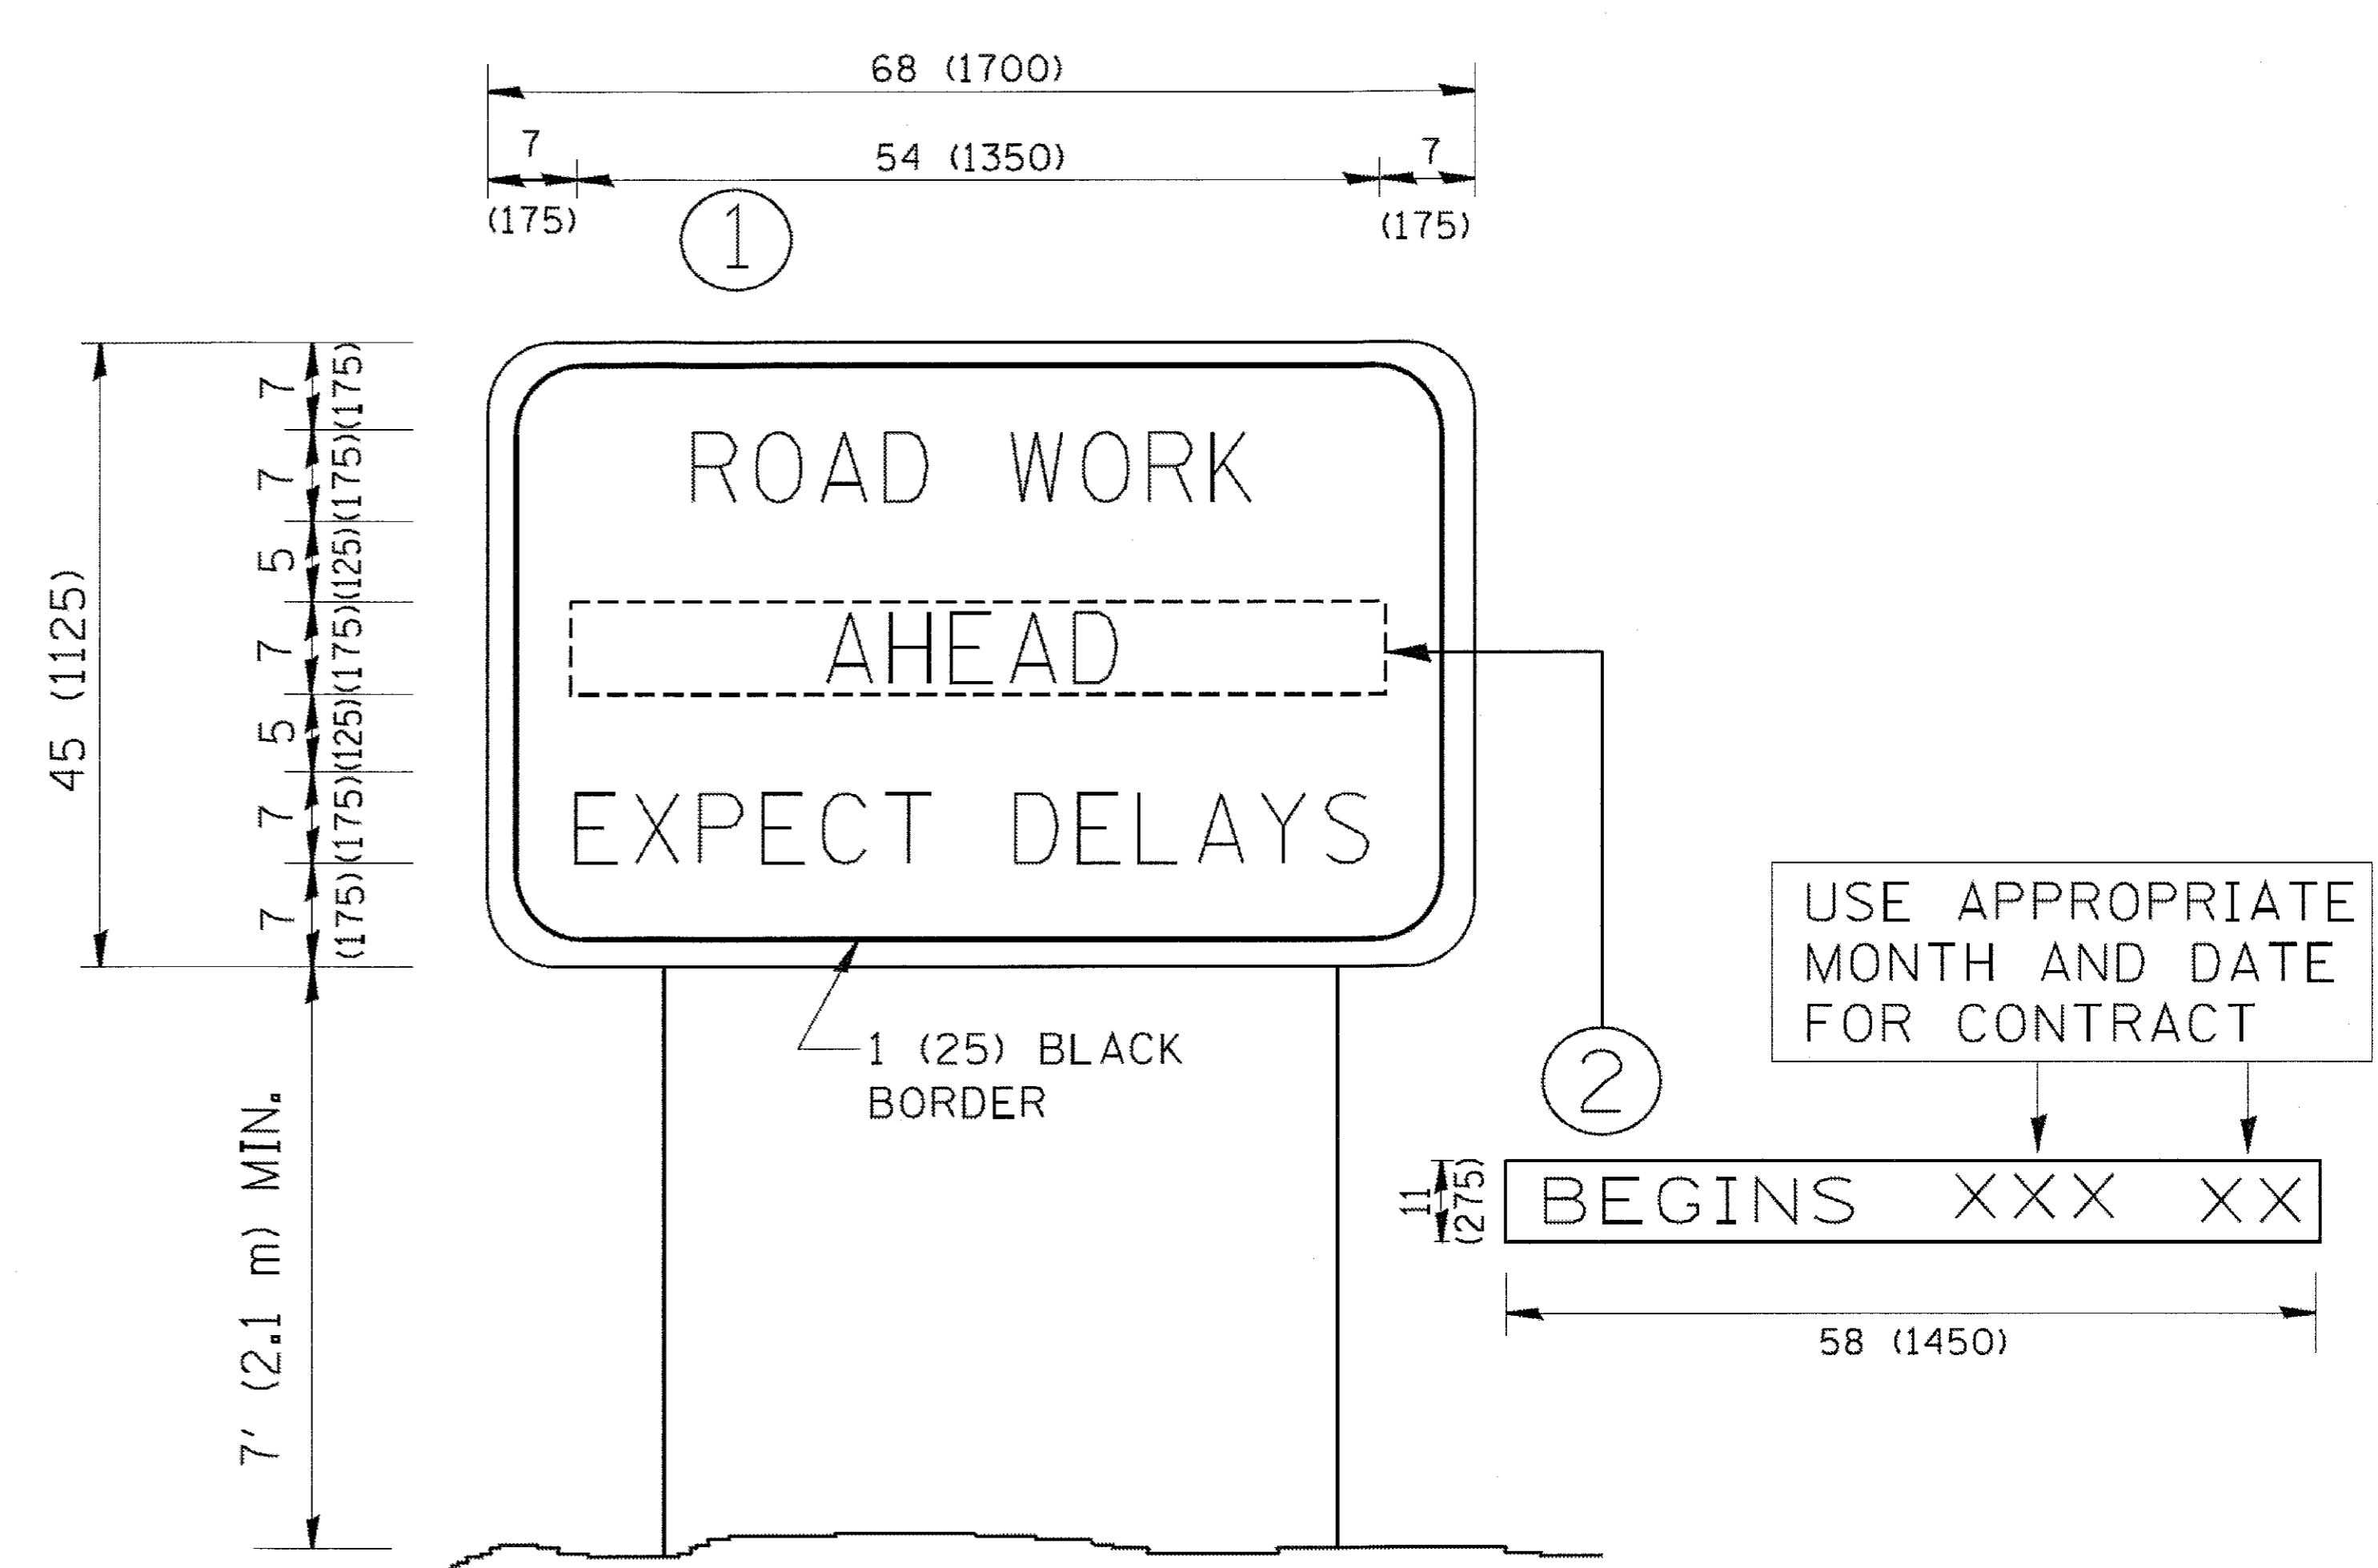 68 (1700)
7
54 (1350)
7
(175)
(175)
1
45 (1125)
7
(175)
7
(175)
5
(125)
7
(175)
5
(125)
7
(175)
7
(175)
ROAD WORK
AHEAD
EXPECT DELAYS
1 (25) BLACK
BORDER
7' (2.1 m) MIN.
USE APPROPRIATE
MONTH AND DATE
FOR CONTRACT
2
11
(275)
BEGINS XXX XX
58 (1450)